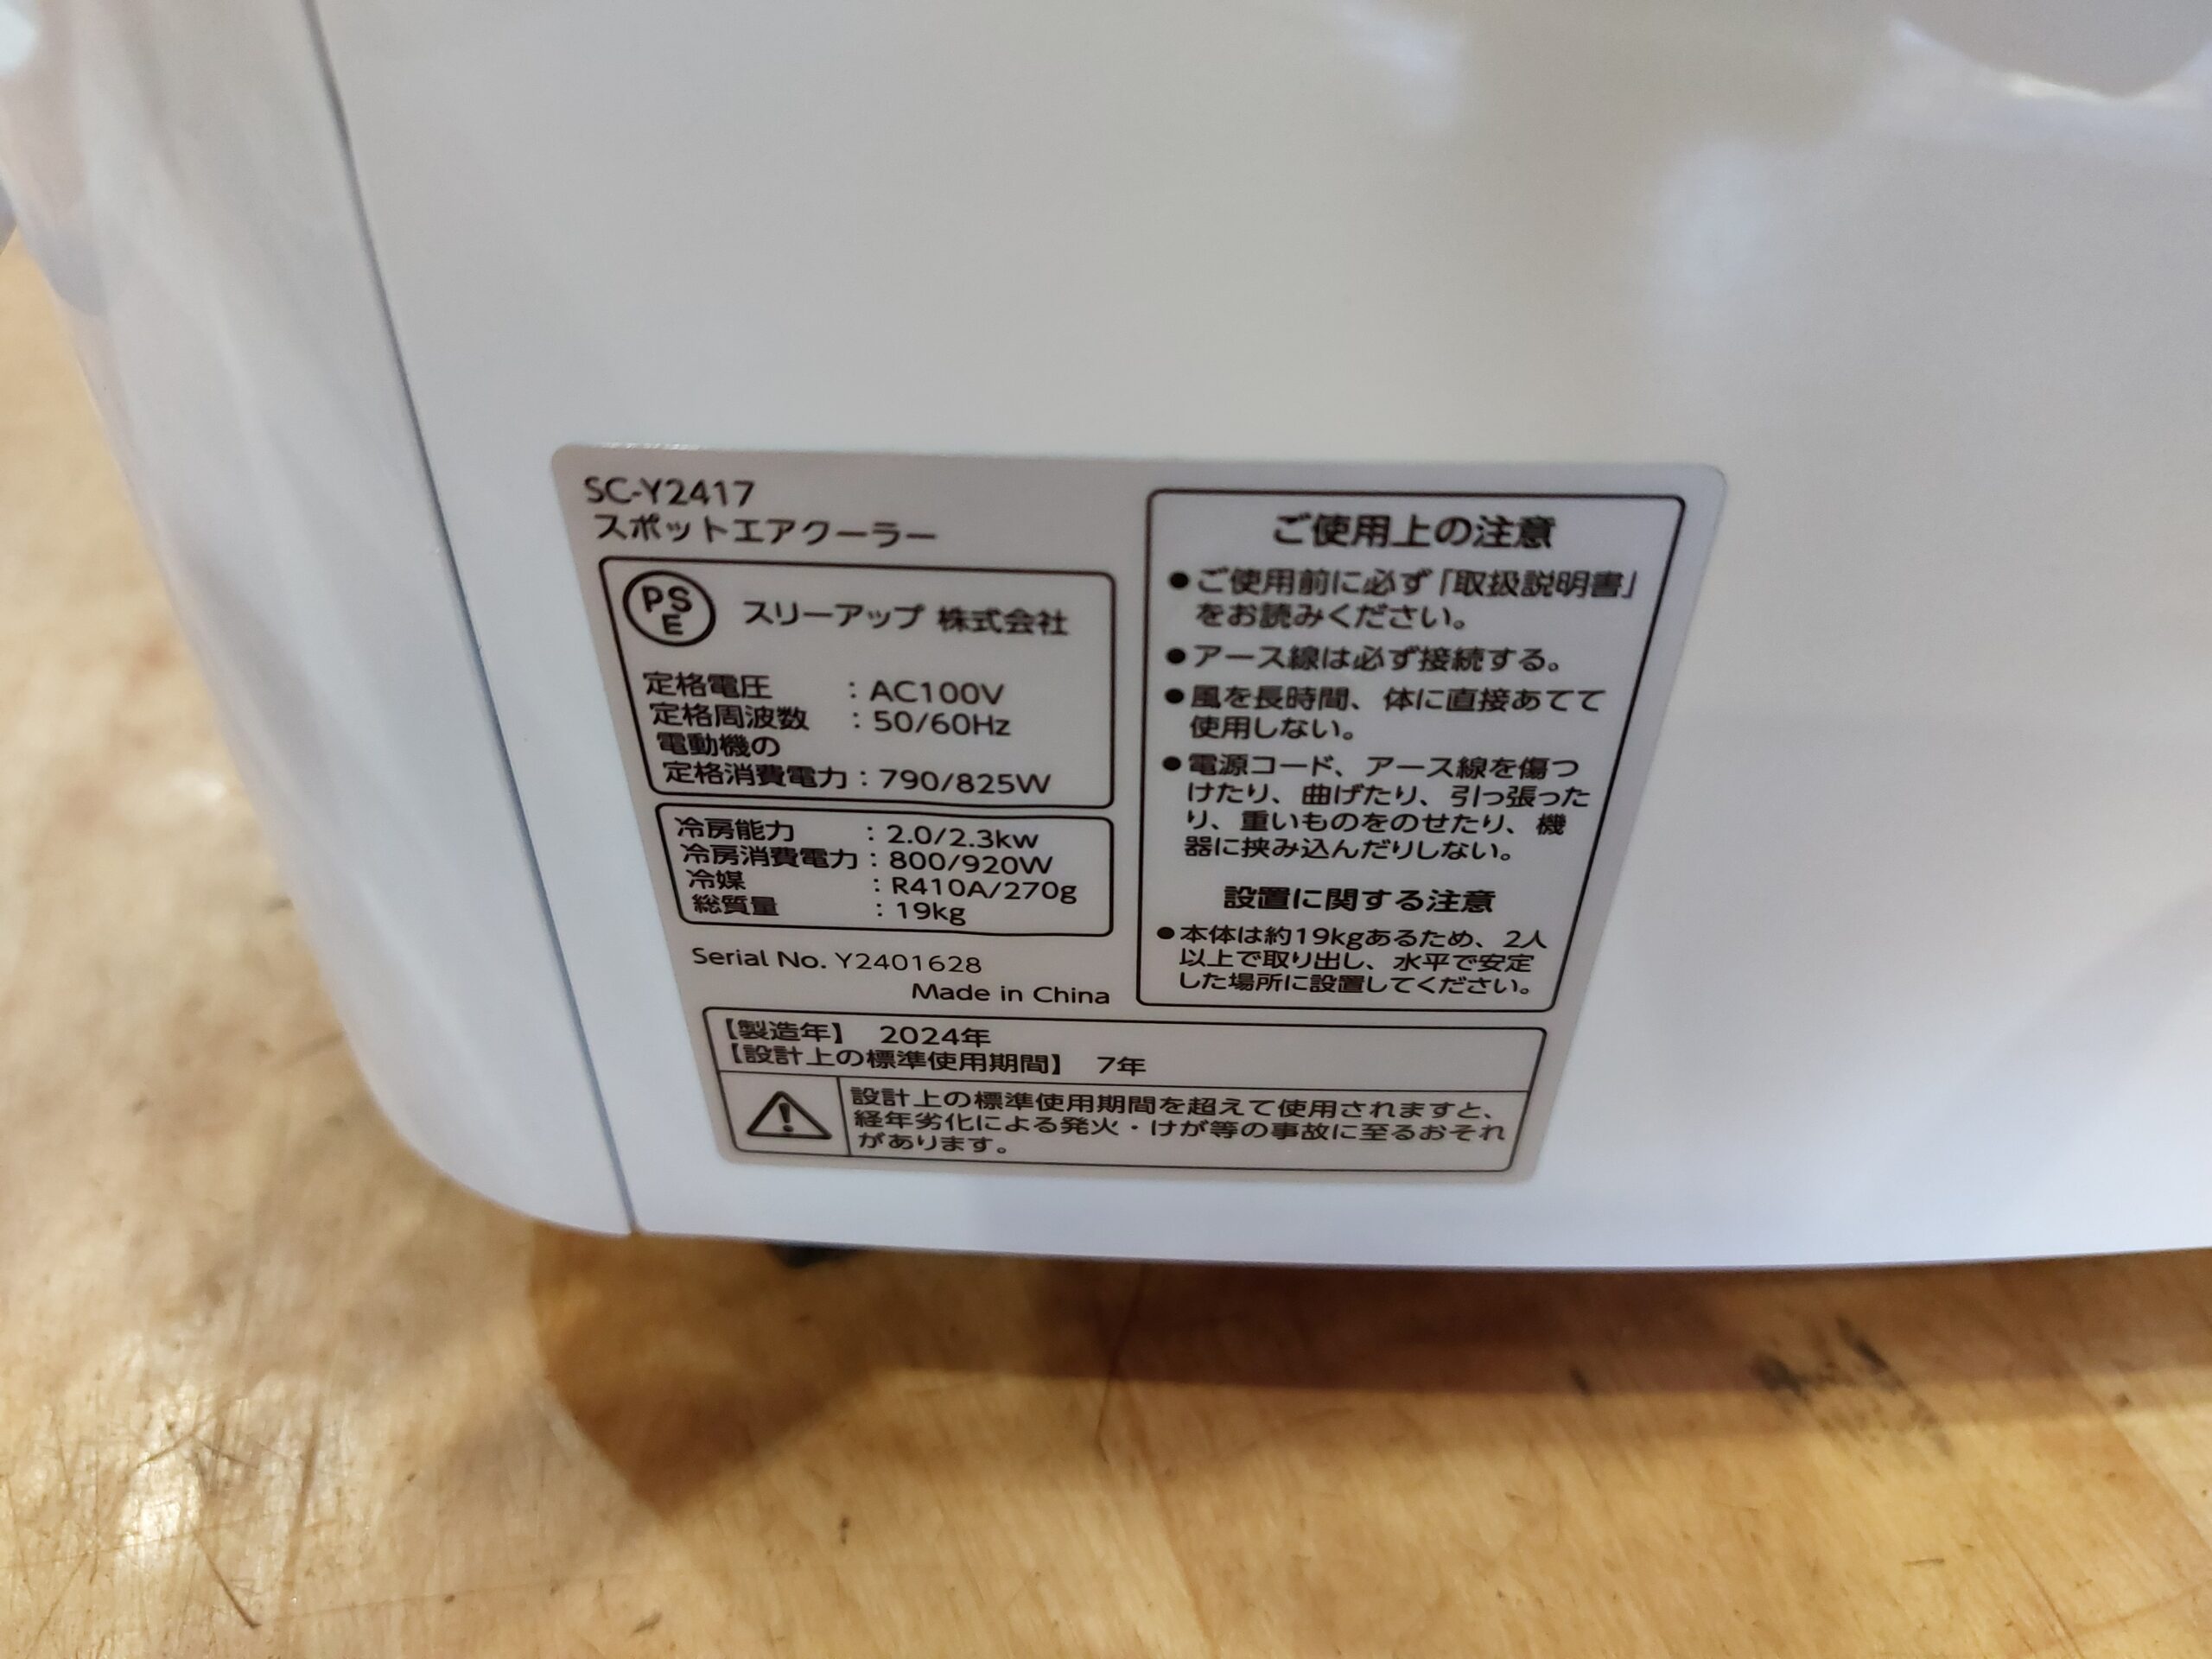 SC-Y2417
スポットエアクーラー
PSE スリーアップ 株式会社
定格電圧 : AC100V
定格周波数 : 50/60Hz
電動機の
定格消費電力 : 790/825W
冷房能力 : 2.0/2.3kw
冷房消費電力 : 800/920W
冷媒 : R410A/270g
総質量 : 19kg
Serial No. Y2401628
Made in China
ご使用上の注意
●ご使用前に必ず「取扱説明書」
をお読みください。
●アース線は必ず接続する。
●風を長時間、体に直接あてて
使用しない。
●電源コード、アース線を傷つ
けたり、曲げたり、引っ張った
り、重いものをのせたり、機
器に挟み込んだりしない。
設置に関する注意
●本体は約19kgあるため、2人
以上で取り出し、水平で安定
した場所に設置してください。
【製造年】 2024年
【設計上の標準使用期間】 7年
設計上の標準使用期間を超えて使用されますと、
経年劣化による発火・けが等の事故に至るおそれ
があります。